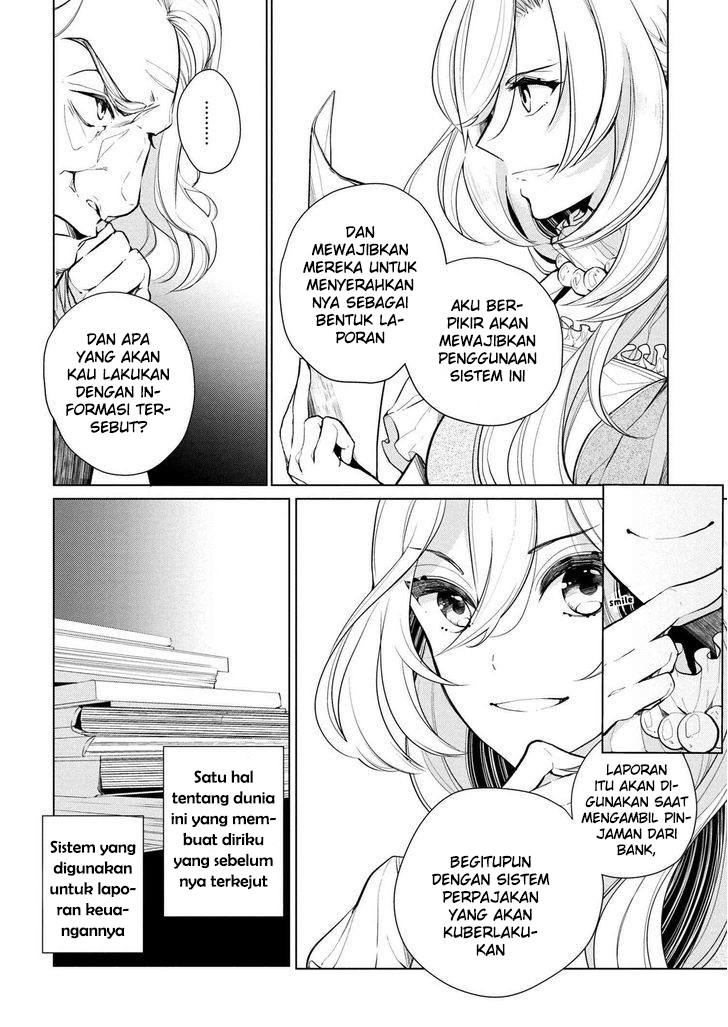 AKU BER-
PIKIR AKAN
MEWAJIBKAN
PENGGUNAAN
SISTEM INI
DAN
MEWAJIBKAN
MEREKA UNTUK
MENYERAHKAN
NYA SEBAGAI
BENTUK LA-
PORAN
........
DAN APA
YANG AKAN
KAU LAKUKAN
DENGAN IN-
FORMASI TER-
SEBUT?
smile
LAPORAN
ITU AKAN DI-
GUNAKAN SAAT
MENGAMBIL PIN-
JAMAN DARI
BANK,
BEGITUPUN
DENGAN SISTEM
PERPAJAKAN
YANG AKAN
KUBERLAKU-
KAN
Satu hal
tentang dunia
ini yang mem-
buat diriku
yang sebelum
nya terkejut
Sistem yang
digunakan
untuk lapo-
ran keua-
ngannya